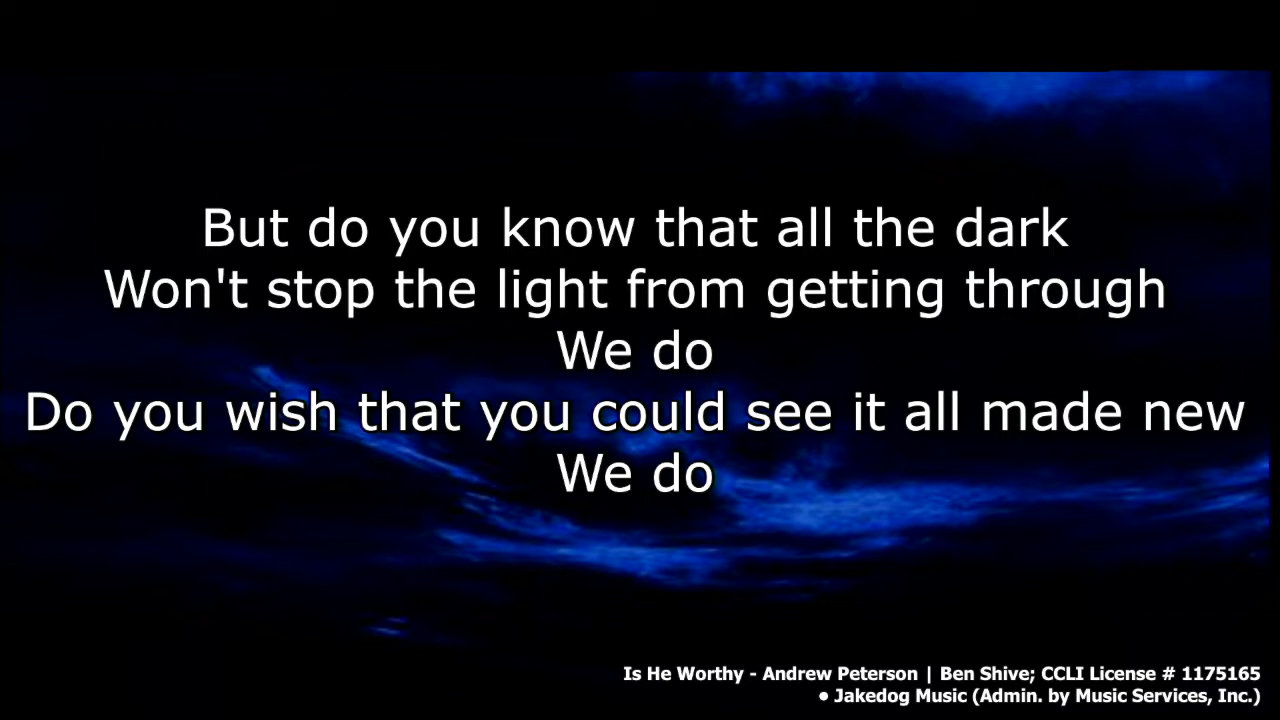 But do you know that all the dark
Won't stop the light from getting through
We do
Do you wish that you could see it all made new
We do
Is He Worthy - Andrew Peterson | Ben Shive; CCLI License # 1175165
● Jakedog Music (Admin. by Music Services, Inc.)